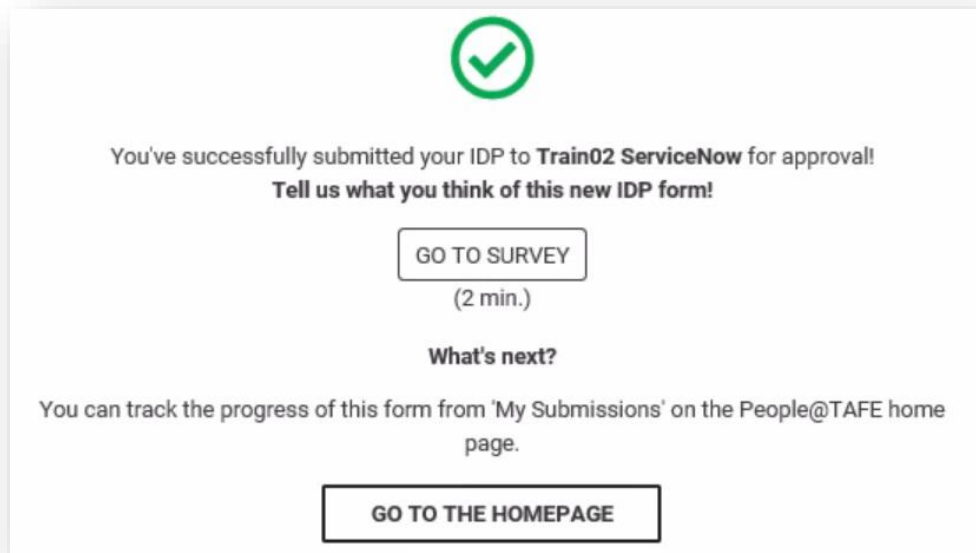 You've successfully submitted your IDP to Train02 ServiceNow for approval!
Tell us what you think of this new IDP form!
GO TO SURVEY
(2 min.)
What's next?
You can track the progress of this form from 'My Submissions' on the People@TAFE home
page.
GO TO THE HOMEPAGE